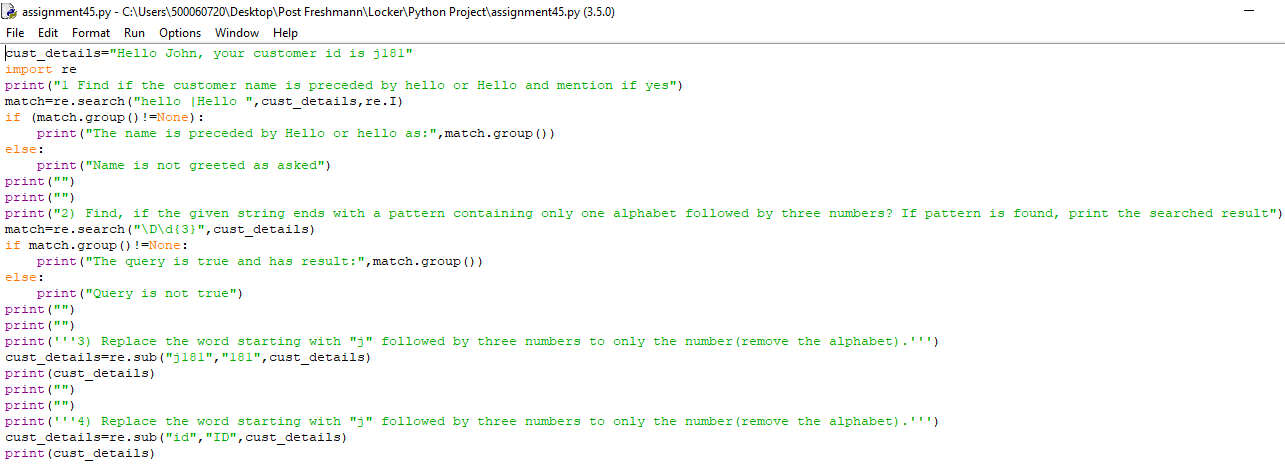 assignment45.py - C:\Users\500060720\Desktop\Post Freshmann\Locker\Python Project\assignment45.py (3.5.0)
File Edit Format Run Options Window Help
cust_details="Hello John, your customer id is j181"
import re
print("1 Find if the customer name is preceded by hello or Hello and mention if yes")
match=re.search("hello |Hello ",cust_details,re.I)
if (match.group()!=None):
    print("The name is preceded by Hello or hello as:",match.group())
else:
    print("Name is not greeted as asked")
print("")
print("")
print("2) Find, if the given string ends with a pattern containing only one alphabet followed by three numbers? If pattern is found, print the searched result")
match=re.search("\D\d{3}",cust_details)
if match.group()!=None:
    print("The query is true and has result:",match.group())
else:
    print("Query is not true")
print("")
print("")
print('''3) Replace the word starting with "j" followed by three numbers to only the number(remove the alphabet).''')
cust_details=re.sub("j181","181",cust_details)
print(cust_details)
print("")
print("")
print('''4) Replace the word starting with "j" followed by three numbers to only the number(remove the alphabet).''')
cust_details=re.sub("id","ID",cust_details)
print(cust_details)